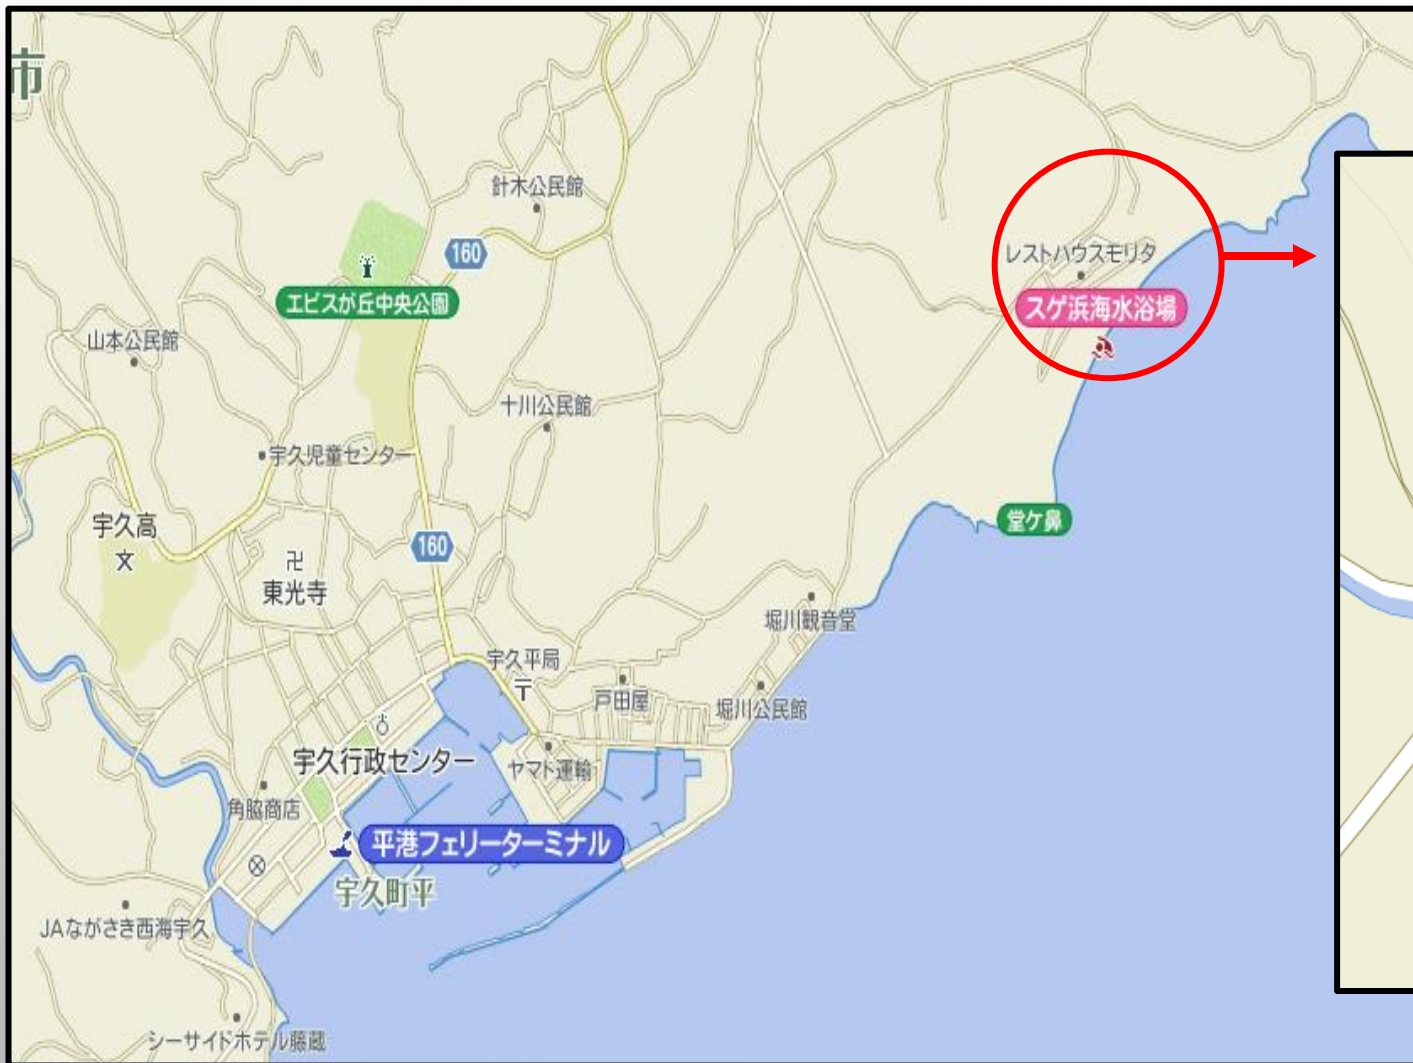 市
針木公民館
160
レストハウスモリタ
エビスが丘中央公園
スゲ浜海水浴場
山本公民館
十川公民館
宇久児童センター
宇久高
文
堂ケ鼻
160
卍
東光寺
堀川観音堂
宇久平局
〒
戸田屋
堀川公民館
宇久行政センター
ヤマト運輸
角脇商店
平港フェリーターミナル
宇久町平
JAながさき西海宇久
シーサイドホテル藤蔵